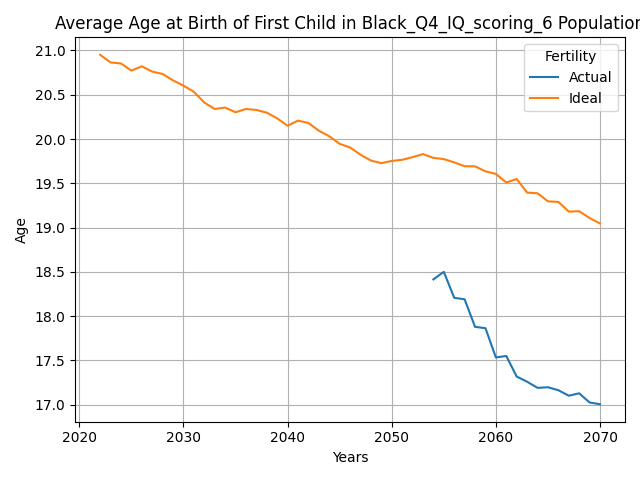 Average Age at Birth of First Child in Black_Q4_IQ_scoring_6 Population
Fertility
Actual
Ideal
21.0
20.5
20.0
19.5
19.0
18.5
18.0
17.5
17.0
Age
2020 2030 2040 2050 2060 2070
Years